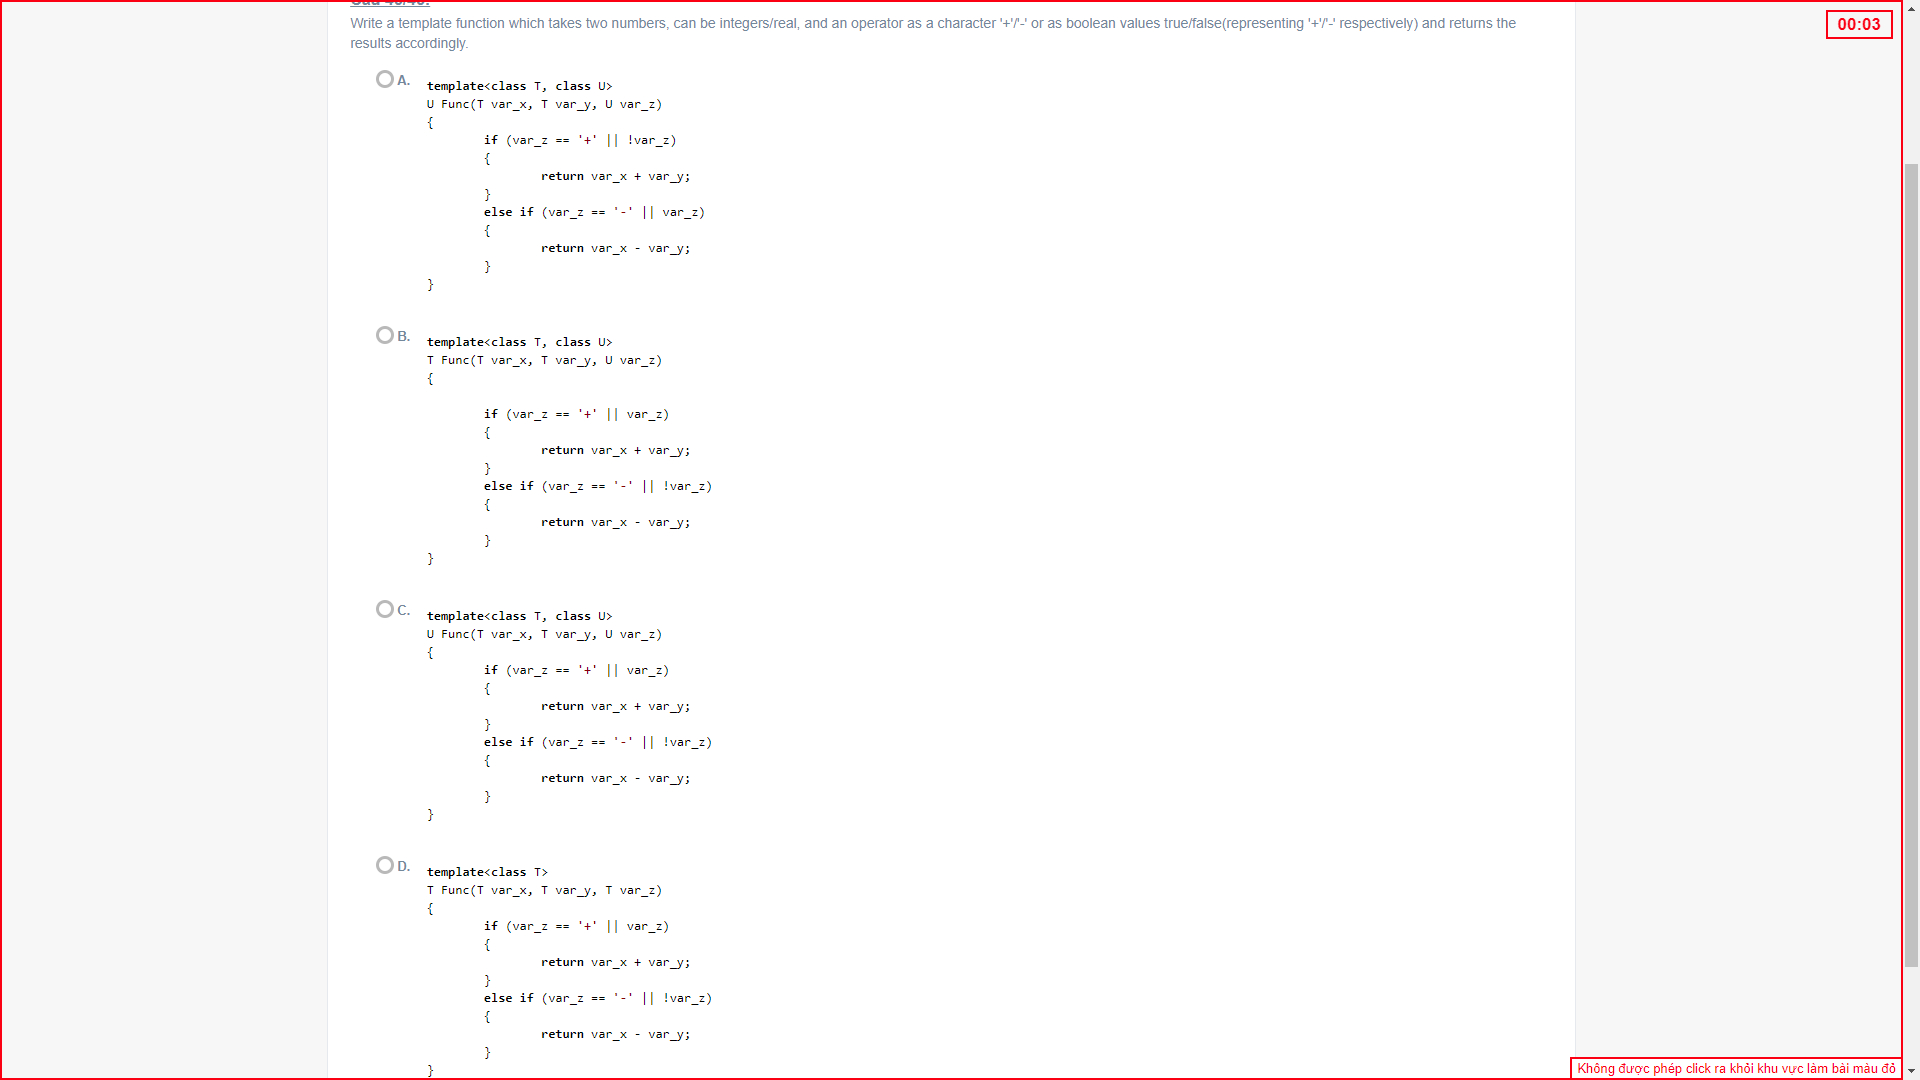 Write a template function which takes two numbers, can be integers/real, and an operator as a character '+'/'-' or as boolean values true/false(representing '+'/'-' respectively) and returns the
results accordingly.
00:03
A.
template<class T, class U>
U Func(T var_x, T var_y, U var_z)
{
if (var_z == '+' || !var_z)
{
return var_x + var_y;
}
else if (var_z == '-' || var_z)
{
return var_x - var_y;
}
}
B.
template<class T, class U>
T Func(T var_x, T var_y, U var_z)
{
if (var_z == '+' || var_z)
{
return var_x + var_y;
}
else if (var_z == '-' || !var_z)
{
return var_x - var_y;
}
}
C.
template<class T, class U>
U Func(T var_x, T var_y, U var_z)
{
if (var_z == '+' || var_z)
{
return var_x + var_y;
}
else if (var_z == '-' || !var_z)
{
return var_x - var_y;
}
}
D.
template<class T>
T Func(T var_x, T var_y, T var_z)
{
if (var_z == '+' || var_z)
{
return var_x + var_y;
}
else if (var_z == '-' || !var_z)
{
return var_x - var_y;
}
}
Không được phép click ra khỏi khu vực làm bài màu đỏ